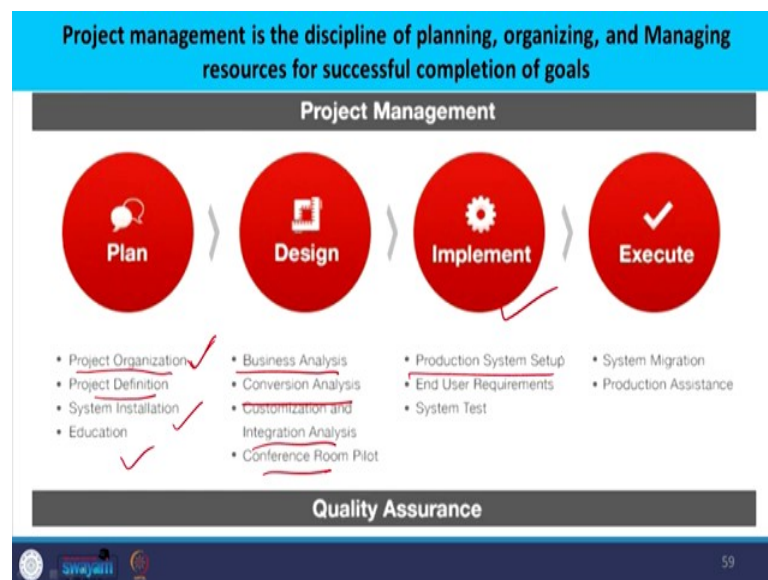 Project management is the discipline of planning, organizing, and Managing
resources for successful completion of goals
Project Management
Plan
Design
Implement
Execute
• Project Organization
• Project Definition
• System Installation
• Education
• Business Analysis
• Conversion Analysis
• Customization and
Integration Analysis
• Conference Room Pilot
• Production System Setup
• End User Requirements
• System Test
• System Migration
• Production Assistance
Quality Assurance
swayam
59